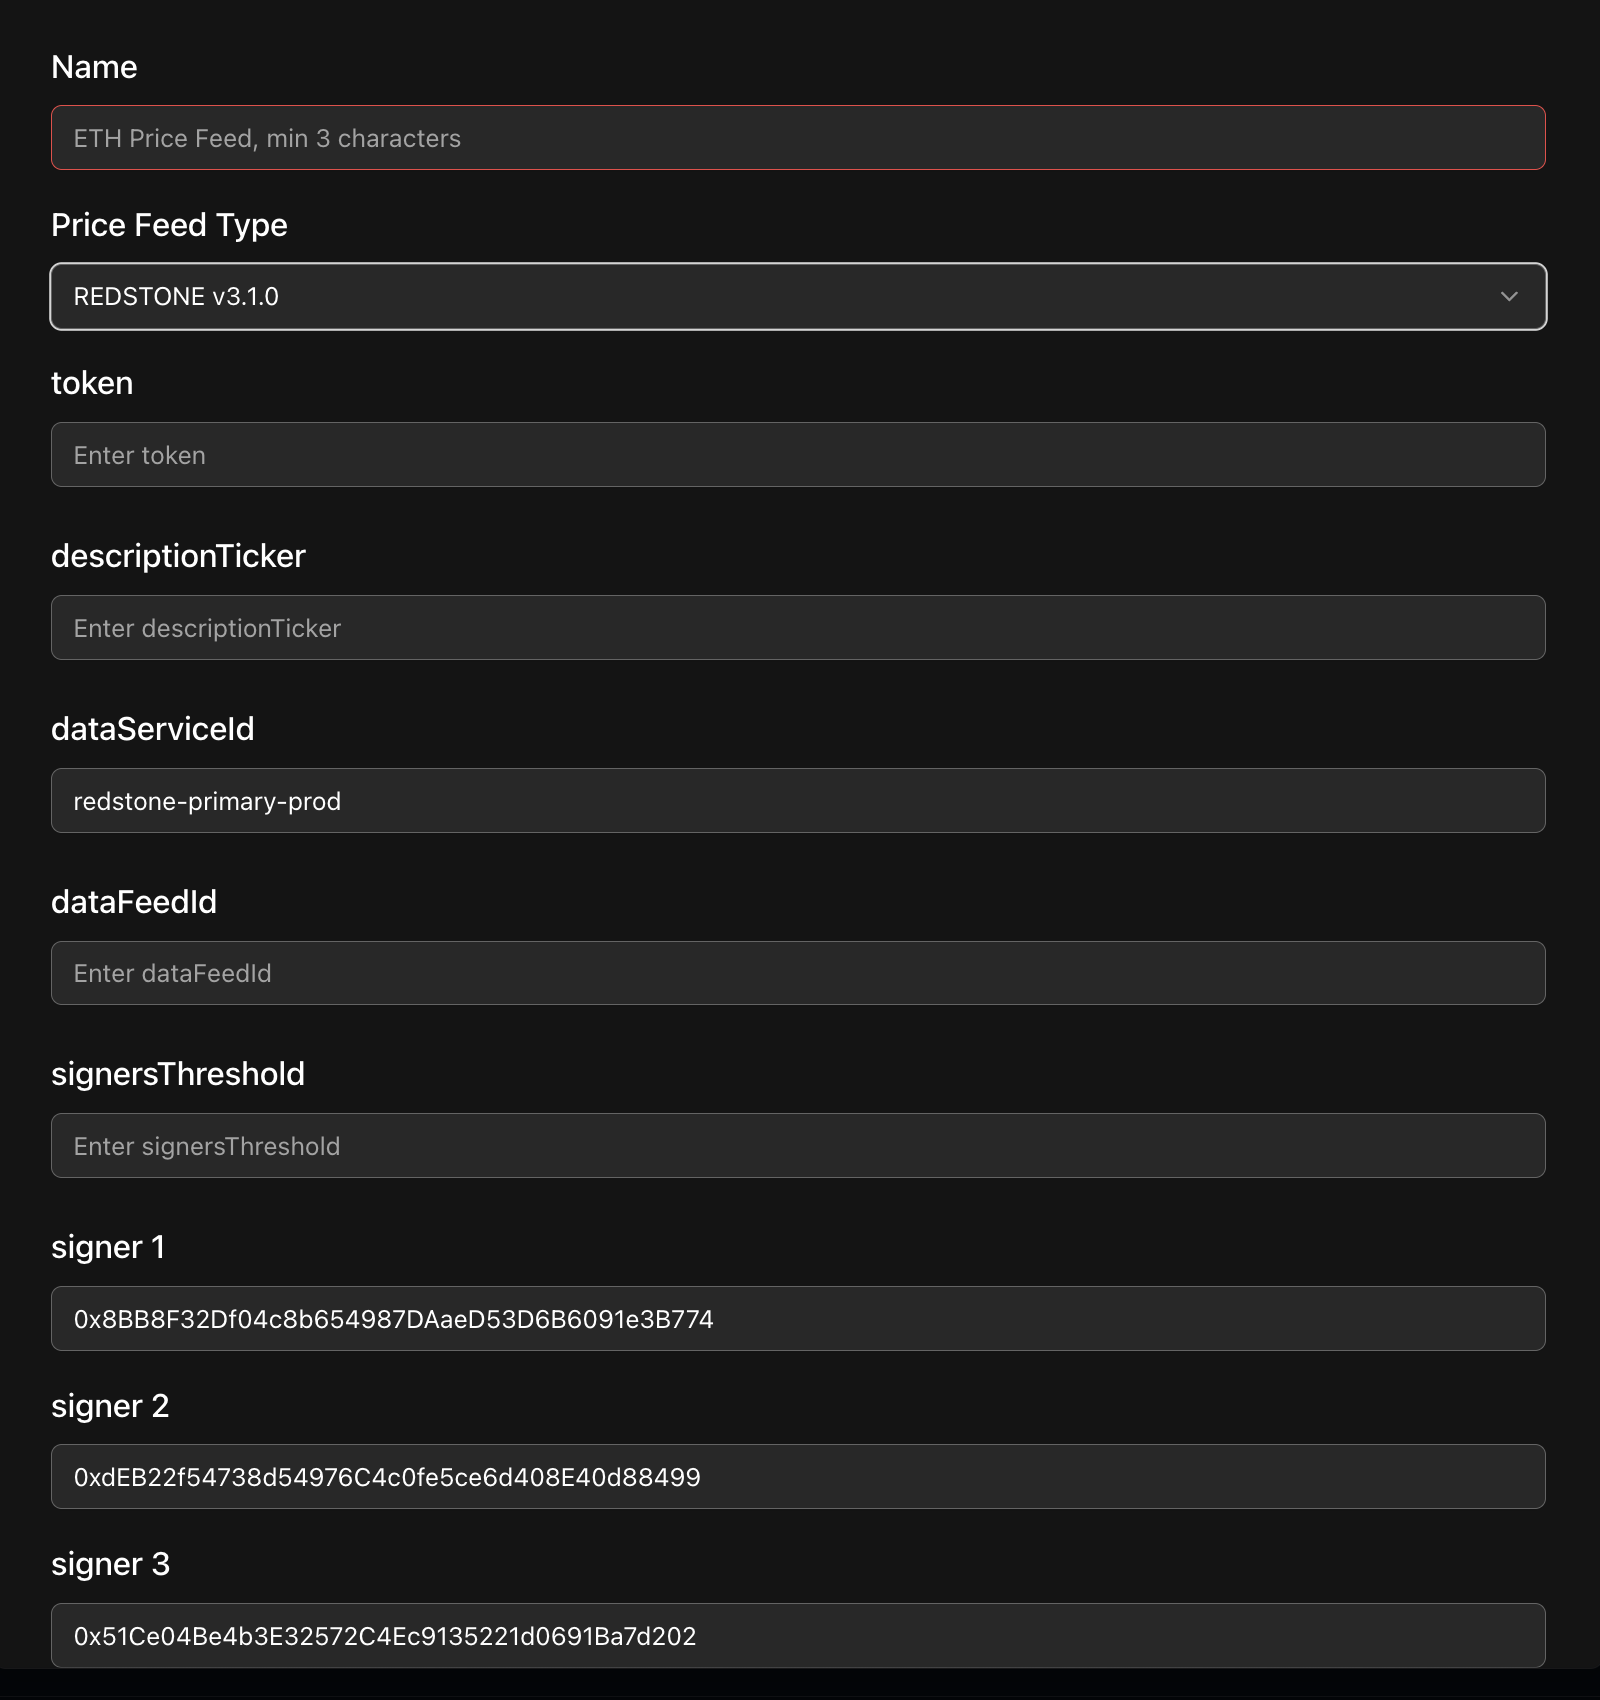 Name
ETH Price Feed, min 3 characters
Price Feed Type
REDSTONE v3.1.0
token
Enter token
descriptionTicker
Enter descriptionTicker
dataServiceId
redstone-primary-prod
dataFeedId
Enter dataFeedId
signersThreshold
Enter signersThreshold
signer 1
0x8BB8F32Df04c8b654987DAaeD53D6B6091e3B774
signer 2
0xdEB22f54738d54976C4c0fe5ce6d408E40d88499
signer 3
0x51Ce04Be4b3E32572C4Ec9135221d0691Ba7d202